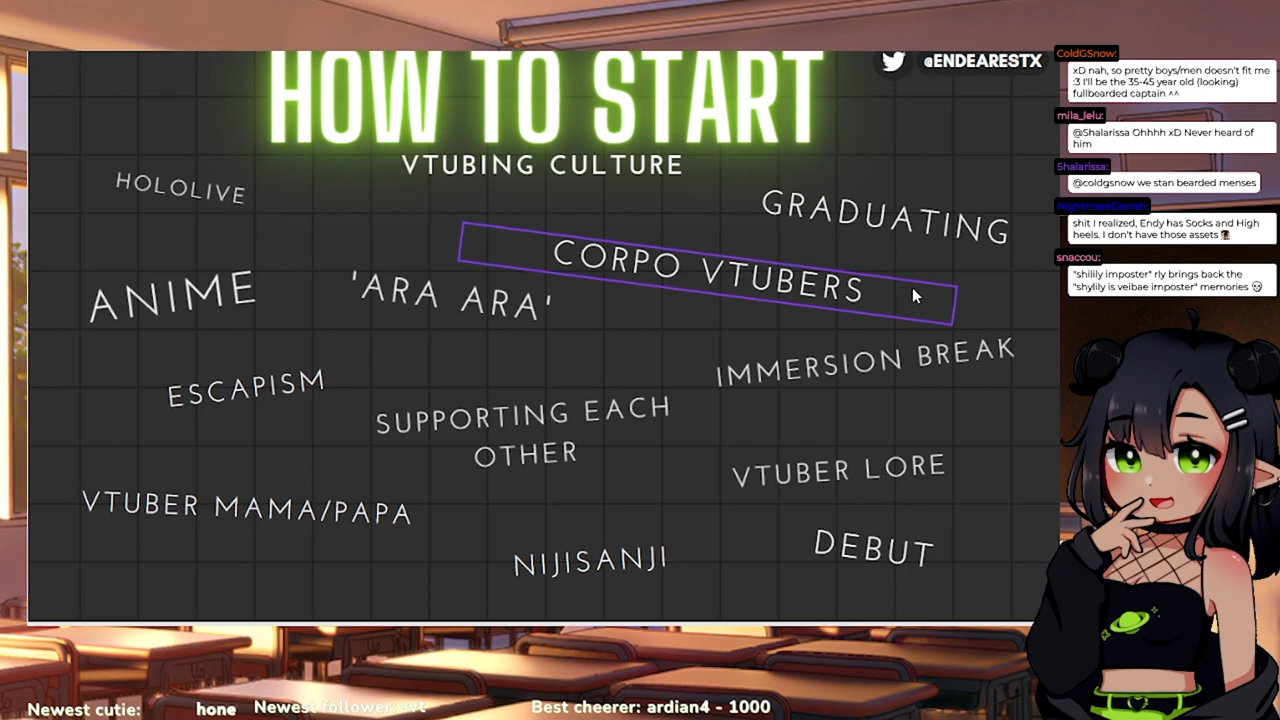 HOW TO START
@ENDEARESTX
VTUBING CULTURE
HOLOLIVE
GRADUATING
CORPO VTUBERS
ANIME
'ARA ARA'
IMMERSION BREAK
ESCAPISM
SUPPORTING EACH
OTHER
VTUBER LORE
VTUBER MAMA/PAPA
NIJISANJI
DEBUT
ColdGSnow:
xD nah, so pretty boys/men doesn't fit me
:3 I'll be the 35-45 year old (looking)
fullbearded captain ^^
mila_lelu:
@Shalarissa Ohhhh xD Never heard of
him
Shalarissa:
@coldgsnow we stan bearded menses
shit I realized, Endy has Socks and High
heels. I don't have those assets
snaccou:
"shilily imposter" rly brings back the
"shylily is veibae imposter" memories
Newest cutie: hone Newest follower:
Best cheerer: ardian4 - 1000